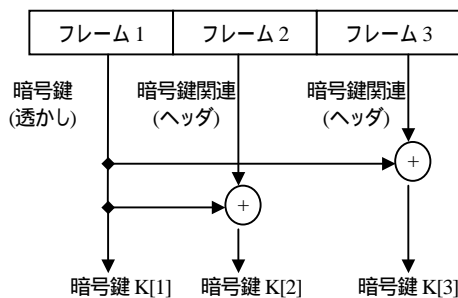 フレーム 1 フレーム 2 フレーム 3
暗号鍵 暗号鍵関連 暗号鍵関連
(透かし) (ヘッダ) (ヘッダ)
+
+
暗号鍵 K[1] 暗号鍵 K[2] 暗号鍵 K[3]